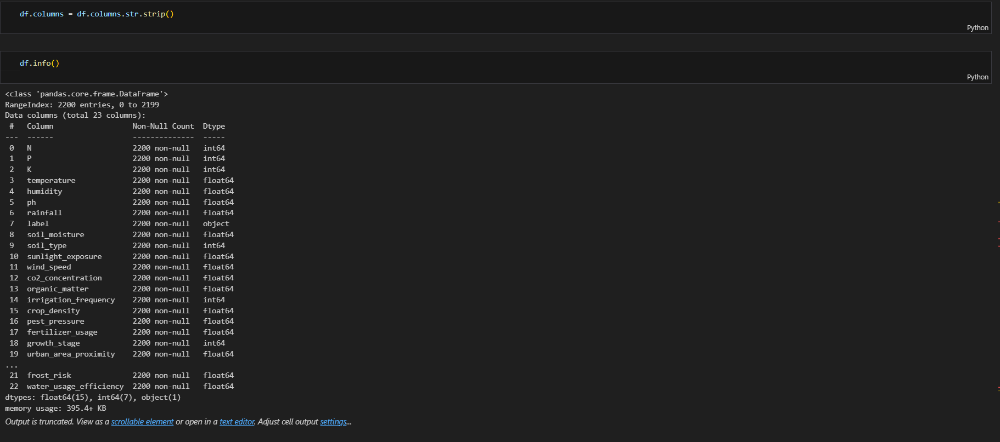 df.columns = df.columns.str.strip()
Python
df.info()
Python
<class 'pandas.core.frame.DataFrame'>
RangeIndex: 2200 entries, 0 to 2199
Data columns (total 23 columns):
 #   Column                  Non-Null Count  Dtype
---  ------                  --------------  -----
 0   N                       2200 non-null   int64
 1   P                       2200 non-null   int64
 2   K                       2200 non-null   int64
 3   temperature             2200 non-null   float64
 4   humidity                2200 non-null   float64
 5   ph                      2200 non-null   float64
 6   rainfall                2200 non-null   float64
 7   label                   2200 non-null   object
 8   soil_moisture           2200 non-null   float64
 9   soil_type               2200 non-null   int64
 10  sunlight_exposure       2200 non-null   float64
 11  wind_speed              2200 non-null   float64
 12  co2_concentration       2200 non-null   float64
 13  organic_matter          2200 non-null   float64
 14  irrigation_frequency    2200 non-null   int64
 15  crop_density            2200 non-null   float64
 16  pest_pressure           2200 non-null   float64
 17  fertilizer_usage        2200 non-null   float64
 18  growth_stage            2200 non-null   int64
 19  urban_area_proximity    2200 non-null   float64
...
 21  frost_risk              2200 non-null   float64
 22  water_usage_efficiency  2200 non-null   float64
dtypes: float64(15), int64(7), object(1)
memory usage: 395.4+ KB
Output is truncated. View as a scrollable element or open in a text editor. Adjust cell output settings...